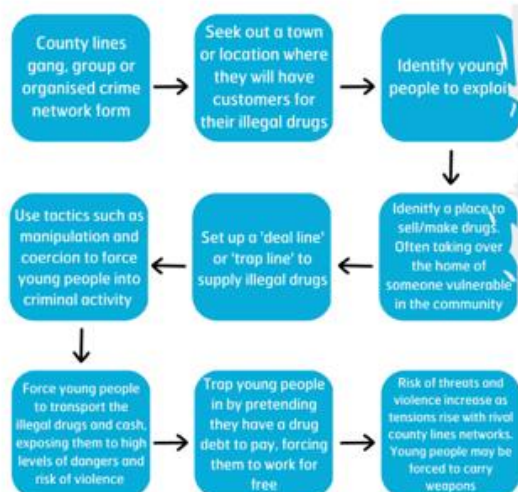 County lines
gang, group or
organised crime
network form
Seek out a town
or location where
they will have
customers for
their illegal drugs
Identify young
people to exploit
Identify a place to
sell/make drugs.
Often taking over
the home of
someone vulnerable
in the community
Set up a 'deal line'
or 'trap line' to
supply illegal drugs
Use tactics such as
manipulation and
coercion to force
young people into
criminal activity
Force young people
to transport the
illegal drugs and cash,
exposing them to high
levels of dangers and
risk of violence
Trap young people
in by pretending
they have a drug
debt to pay, forcing
them to work for
free
Risk of threats and
violence increase as
tensions rise with rival
county lines networks.
Young people may be
forced to carry
weapons